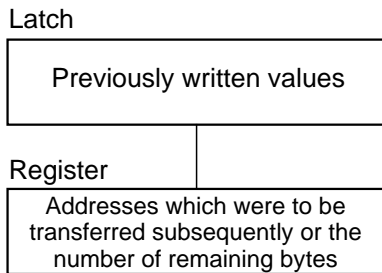 Latch
Previously written values
Register
Addresses which were to be
transferred subsequently or the
number of remaining bytes